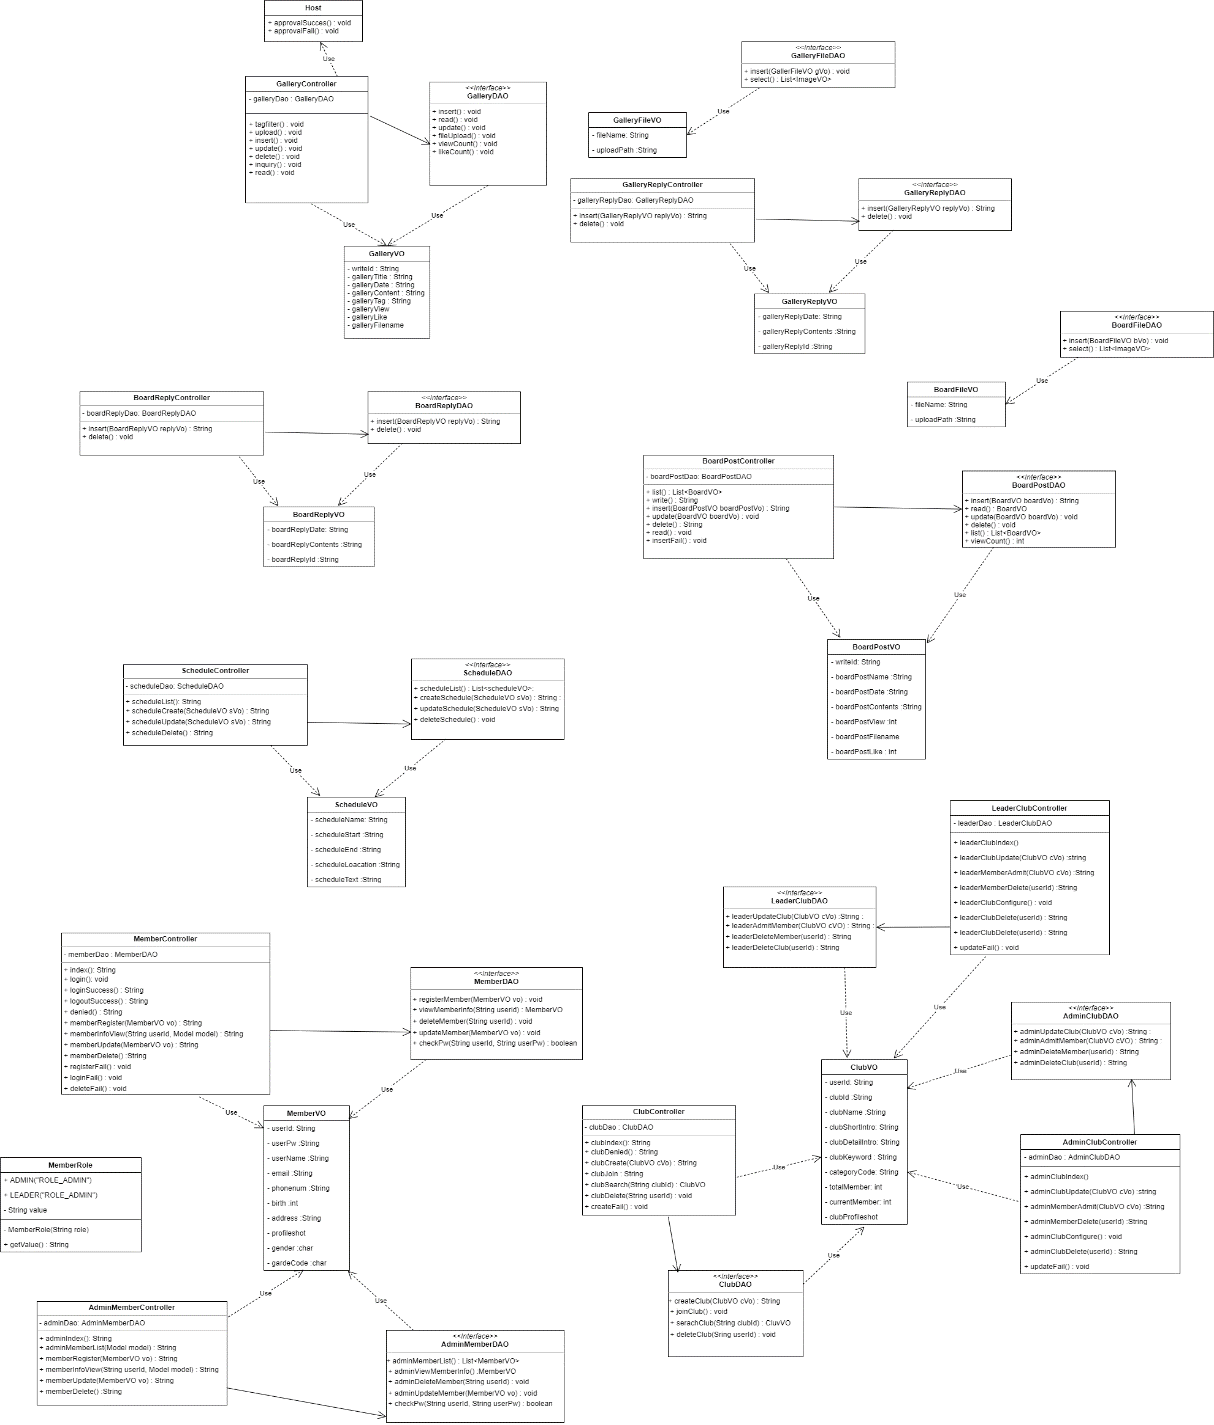 Host
+ approvalSucces() : void
+ approvalFail() : void
Use
GalleryController
- galleryDao : GalleryDAO
+ tagfilter() : void
+ upload() : void
+ insert() : void
+ update() : void
+ delete() : void
+ inquiry() : void
+ read() : void
<<interface>>
GalleryDAO
+ insert() : void
+ read() : void
+ update() : void
+ fileUpload() : void
+ viewCount() : void
+ likeCount() : void
Use
Use
GalleryVO
- writeId : String
- galleryTitle : String
- galleryDate : String
- galleryContent : String
- galleryTag : String
- galleryView
- galleryLike
- galleryFilename
<<interface>>
GalleryFileDAO
+ insert(GallerFileVO gVo) : void
+ select() : List<ImageVO>
Use
GalleryFileVO
- fileName: String
- uploadPath :String
GalleryReplyController
- galleryReplyDao: GalleryReplyDAO
+ insert(GalleryReplyVO replyVo) : String
+ delete() : void
<<interface>>
GalleryReplyDAO
+ insert(GalleryReplyVO replyVo) : String
+ delete() : void
Use
Use
GalleryReplyVO
- galleryReplyDate: String
- galleryReplyContents :String
- galleryReplyId :String
<<interface>>
BoardFileDAO
+ insert(BoardFileVO bVo) : void
+ select() : List<ImageVO>
Use
BoardFileVO
- fileName: String
- uploadPath :String
BoardReplyController
- boardReplyDao: BoardReplyDAO
+ insert(BoardReplyVO replyVo) : String
+ delete() : void
<<interface>>
BoardReplyDAO
+ insert(BoardReplyVO replyVo) : String
+ delete() : void
Use
Use
BoardReplyVO
- boardReplyDate: String
- boardReplyContents :String
- boardReplyId :String
BoardPostController
- boardPostDao: BoardPostDAO
+ list() : List<BoardVO>
+ write() : String
+ insert(BoardPostVO boardPostVo) : String
+ update(BoardVO boardVo) : void
+ delete() : String
+ read() : void
+ insertFail() : void
<<interface>>
BoardPostDAO
+ insert(BoardVO boardVo) : String
+ read() : BoardVO
+ update(BoardVO boardVo) : void
+ delete() : void
+ list() : List<BoardVO>
+ viewCount() : int
Use
Use
BoardPostVO
- writeId: String
- boardPostName :String
- boardPostDate :String
- boardPostContents :String
- boardPostView :int
- boardPostFilename
- boardPostLike : int
ScheduleController
- scheduleDao: ScheduleDAO
+ scheduleList(): String
+ scheduleCreate(ScheduleVO sVo) : String
+ scheduleUpdate(ScheduleVO sVo) : String
+ scheduleDelete() : String
<<interface>>
ScheduleDAO
+ scheduleList() : List<scheduleVO>;
+ createSchedule(ScheduleVO sVo) : String :
+ updateSchedule(ScheduleVO sVo) : String
+ deleteSchedule() : void
Use
Use
ScheduleVO
- scheduleName: String
- scheduleStart :String
- scheduleEnd :String
- scheduleLoacation :String
- scheduleText :String
LeaderClubController
- leaderDao : LeaderClubDAO
+ leaderClubIndex()
+ leaderClubUpdate(ClubVO cVo) :string
+ leaderMemberAdmit(ClubVO cVo) :String
+ leaderMemberDelete(userId) : String
+ leaderClubConfigure() : void
+ leaderClubDelete(userId) : String
+ leaderClubDelete(userId) : String
+ updateFail() : void
<<interface>>
LeaderClubDAO
+ leaderUpdateClub(ClubVO cVo) :String :
+ leaderAdmitMember(ClubVO cVO) : String :
+ leaderDeleteMember(userId) : String
+ leaderDeleteClub(userId) : String
Use
Use
<<interface>>
AdminClubDAO
+ adminUpdateClub(ClubVO cVo) :String :
+ adminAdmitMember(ClubVO cVo) : String :
+ adminDeleteMember(userId) : String
+ adminDeleteClub(userId) : String
Use
ClubVO
- userId: String
- clubId :String
- clubName :String
- clubShortIntro: String
- clubDetailIntro: String
- clubKeyword : String
- categoryCode: String
- totalMember: int
- currentMember: int
- clubProfileshot
AdminClubController
- adminDao : AdminClubDAO
+ adminClubIndex()
+ adminClubUpdate(ClubVO cVo) :string
+ adminMemberAdmit(ClubVO cVo) :String
+ adminMemberDelete(userId) : String
+ adminClubConfigure() : void
+ adminClubDelete(userId) : String
+ updateFail() : void
Use
ClubController
- clubDao : ClubDAO
+ clubIndex(): String
+ clubDenied() : String
+ clubCreate(ClubVO cVo) : String
+ clubJoin : String
+ clubSearch(String clubId) : ClubVO
+ clubDelete(String userId) : void
+ createFail() : void
Use
<<interface>>
ClubDAO
+ createClub(ClubVO cVo) : String
+ joinClub() : void
+ serachClub(String clubId) : CluvVO
+ deleteClub(Sring userId) : void
Use
MemberController
- memberDao : MemberDAO
+ index(): String
+ login(): void
+ loginSuccess() : String
+ logoutSuccess() : String
+ denied() : String
+ memberRegister(MemberVO vo) : String
+ memberInfoView(String userId, Model model) : String
+ memberUpdate(MemberVO vo) : String
+ memberDelete() :String
+ registerFail() : void
+ loginFail() : void
+ deleteFail() : void
<<interface>>
MemberDAO
+ registerMember(MemberVO vo) : void
+ viewMemberInfo(String userid) : MemberVO
+ deleteMember(String userid) : void
+ updateMember(MemberVO vo) : void
+ checkPw(String userId, String userPw) : boolean
Use
Use
MemberVO
- userId: String
- userPw :String
- userName :String
- email :String
- phonenum : String
- birth :int
- address :String
- profileshot
- gender :char
- gardeCode :char
MemberRole
+ ADMIN("ROLE_ADMIN")
+ LEADER("ROLE_ADMIN")
- String value
- MemberRole(String role)
+ getValue() : String
Use
Use
AdminMemberController
- adminDao: AdminMemberDAO
+ adminIndex(): String
+ adminMemberList(Model model) : String
+ memberRegister(MemberVO vo) : String
+ memberInfoView(String userId, Model model) : String
+ memberUpdate(MemberVO vo) : String
+ memberDelete() :String
<<interface>>
AdminMemberDAO
+ adminMemberList() : List<MemberVO>
+ adminViewMemberInfo() :MemberVO
+ adminDeleteMember(String userid) : void
+ adminUpdateMember(MemberVO vo) : void
+ checkPw(String userId, String userPw) : boolean